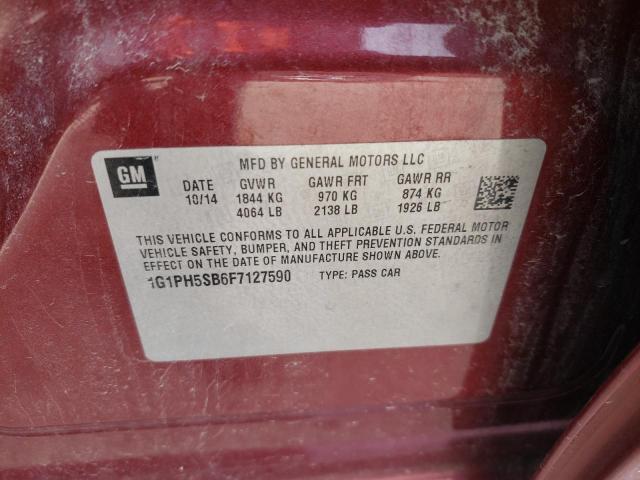 GM
MFD BY GENERAL MOTORS LLC
DATE GVWR GAWR FRT GAWR RR
10/14 1844 KG 970 KG 874 KG
4064 LB 2138 LB 1926 LB
THIS VEHICLE CONFORMS TO ALL APPLICABLE U.S. FEDERAL MOTOR
VEHICLE SAFETY, BUMPER, AND THEFT PREVENTION STANDARDS IN
EFFECT ON THE DATE OF MANUFACTURE SHOWN ABOVE.
1G1PH5SB6F7127590 TYPE: PASS CAR